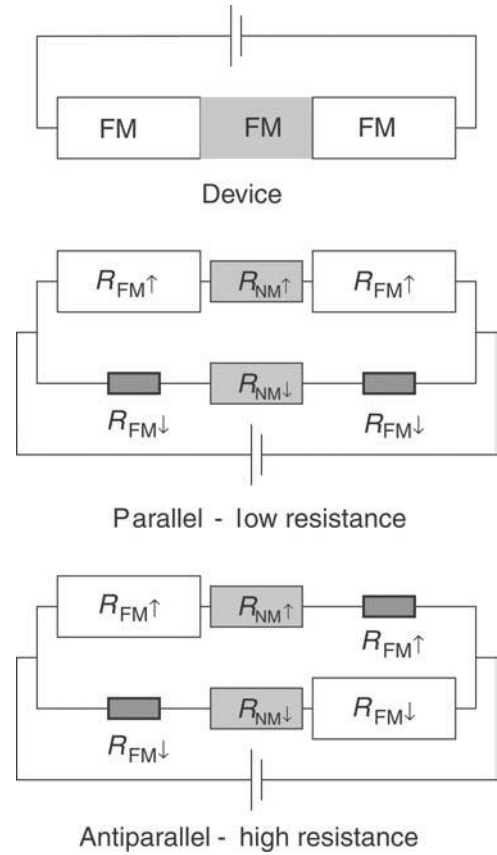 FM FM FM
Device
R_FM↑ R_NM↑ R_FM↑
R_NM↓
R_FM↓ R_FM↓
Parallel - low resistance
R_FM↑ R_NM↑
R_FM↑
R_NM↓ R_FM↓
R_FM↓
Antiparallel - high resistance